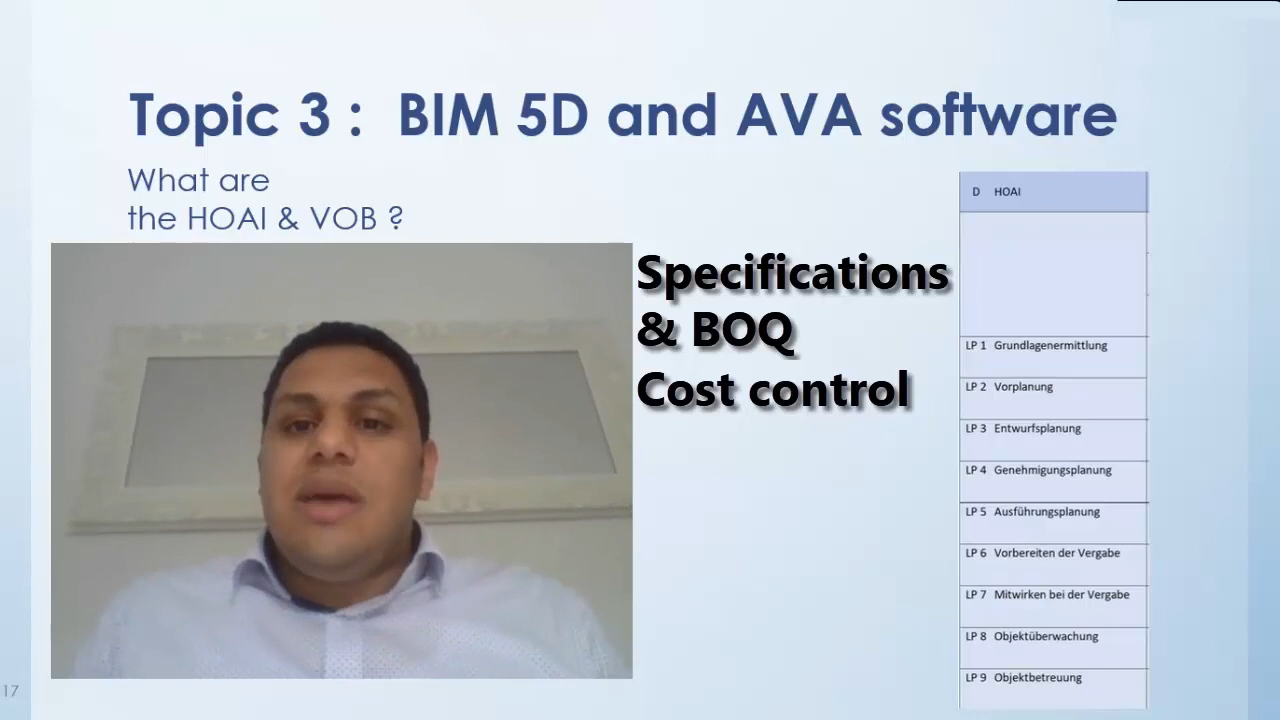 Topic 3 : BIM 5D and AVA software
What are
the HOAI & VOB ?
Specifications
& BOQ
Cost control
D HOAI
LP 1 Grundlagenermittlung
LP 2 Vorplanung
LP 3 Entwurfsplanung
LP 4 Genehmigungsplanung
LP 5 Ausführungsplanung
LP 6 Vorbereiten der Vergabe
LP 7 Mitwirken bei der Vergabe
LP 8 Objektüberwachung
LP 9 Objektbetreuung
17